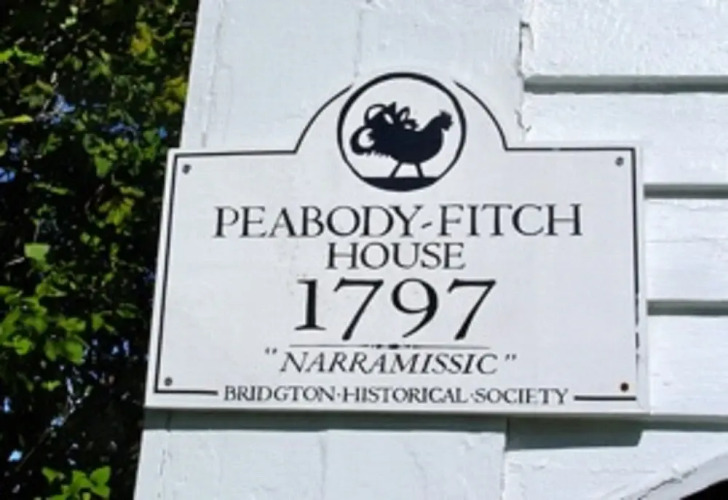 PEABODY-FITCH
HOUSE
1797
"NARRAMISSIC"
BRIDGTON·HISTORICAL·SOCIETY